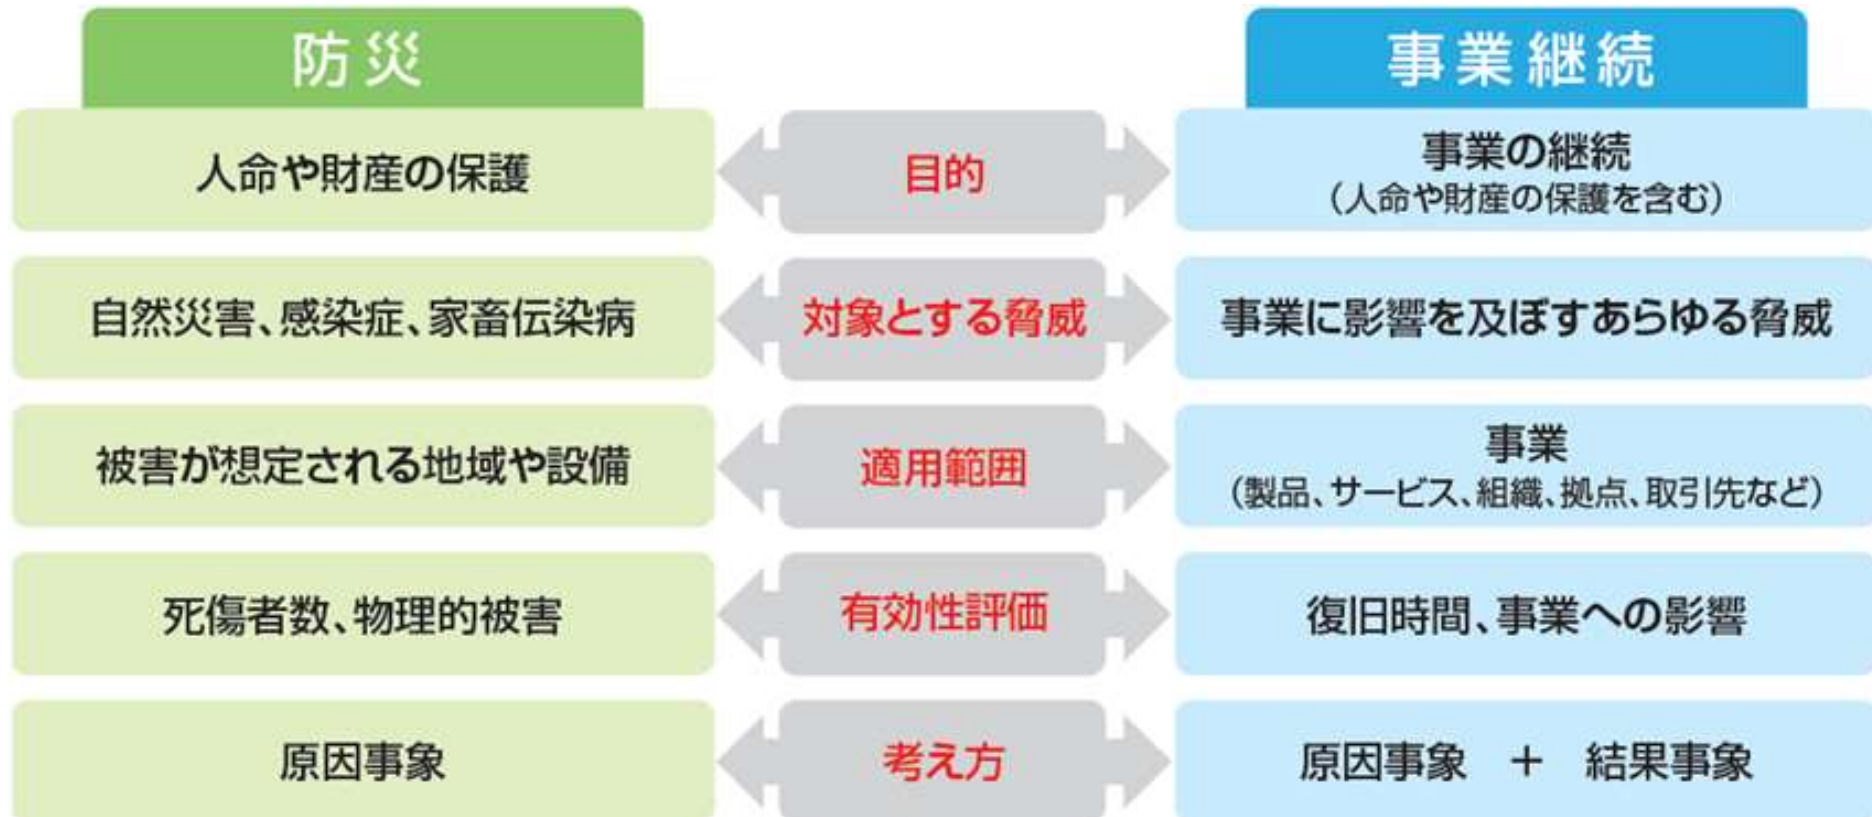 防災
事業継続
人命や財産の保護
目的
事業の継続
（人命や財産の保護を含む）
自然災害、感染症、家畜伝染病
対象とする脅威
事業に影響を及ぼすあらゆる脅威
被害が想定される地域や設備
適用範囲
事業
（製品、サービス、組織、拠点、取引先など）
死傷者数、物理的被害
有効性評価
復旧時間、事業への影響
原因事象
考え方
原因事象 ＋ 結果事象